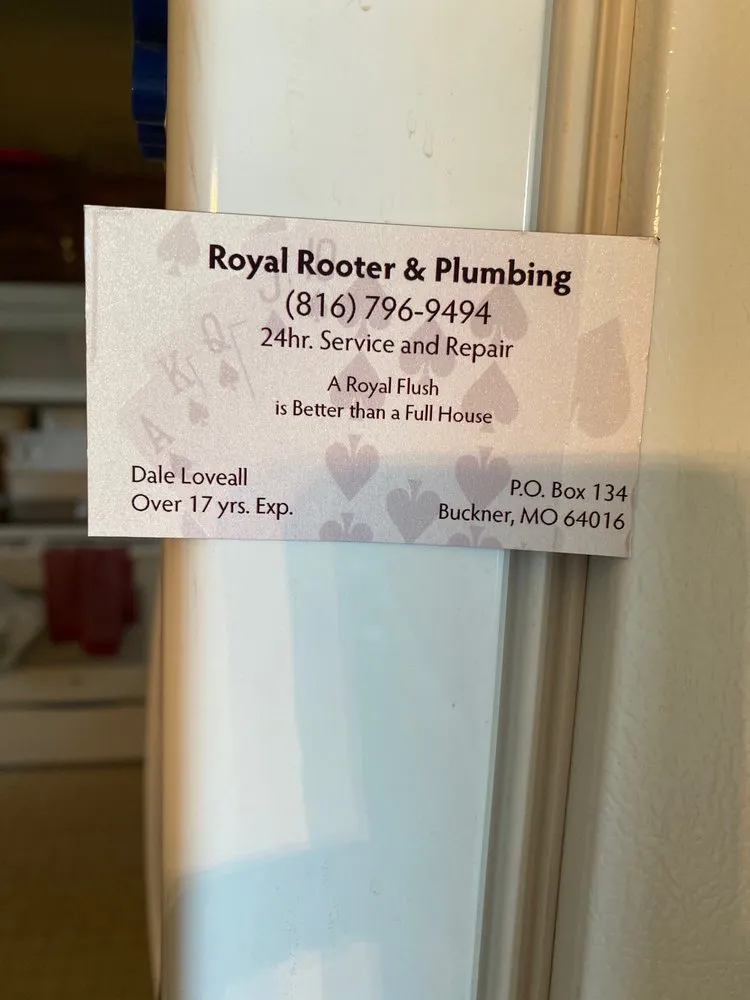 Royal Rooter & Plumbing
(816) 796-9494
24hr. Service and Repair
A Royal Flush
is Better than a Full House
Dale Loveall
Over 17 yrs. Exp.
P.O. Box 134
Buckner, MO 64016
A
K
Q
J
10